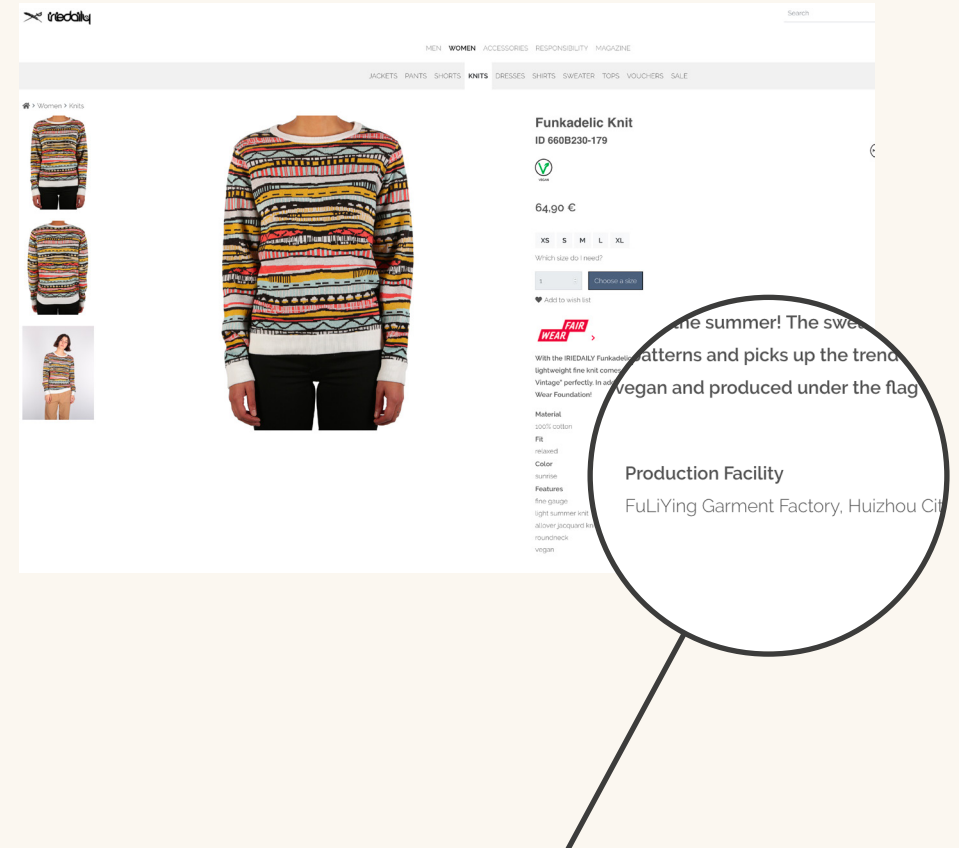 iriedaily
Search
MEN WOMEN ACCESSORIES RESPONSIBILITY MAGAZINE
JACKETS PANTS SHORTS KNITS DRESSES SHIRTS SWEATER TOPS VOUCHERS SALE
> Women > Knits
Funkadelic Knit
ID 660B230-179
VEGAN
64,90 €
XS S M L XL
Which size do I need?
1 Choose a size
Add to wish list
FAIR
WEAR >
With the IRIEDAILY Funkadelic
lightweight fine knit comes
Vintage" perfectly. In
Wear Foundation!
Material
100% cotton
Fit
relaxed
Color
sunrise
Features
fine gauge
light summer knit
allover jacquard
roundneck
vegan
the summer! The
patterns and picks up the trend
vegan and produced under the flag
Production Facility
FuLiYing Garment Factory, Huizhou